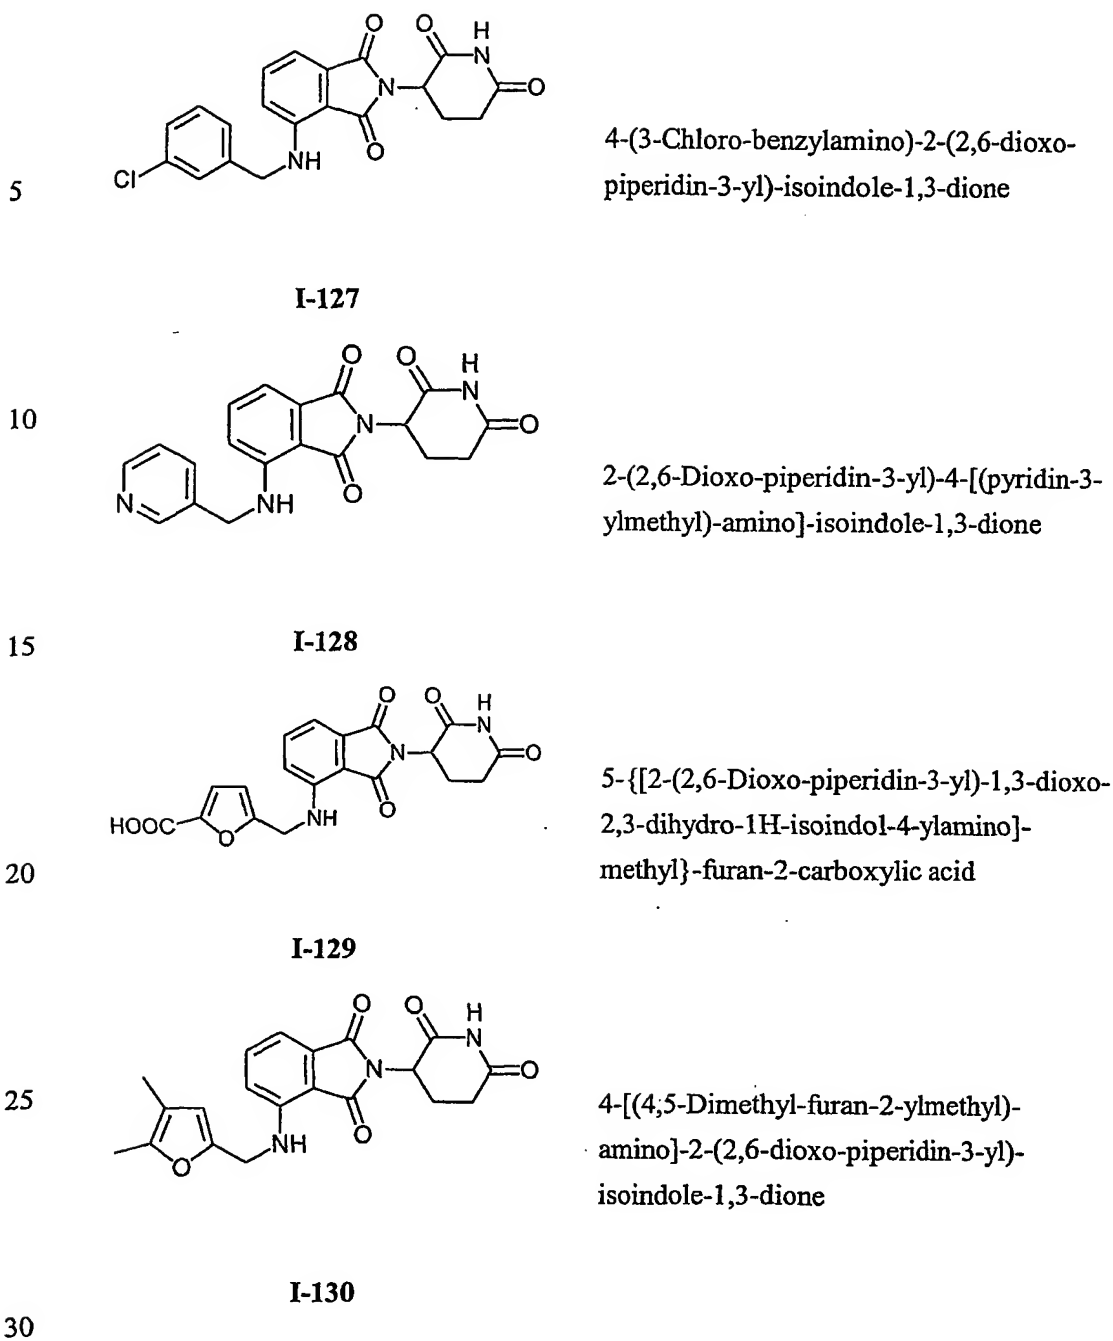 O O H
N
N O
O
NH
Cl
4-(3-Chloro-benzylamino)-2-(2,6-dioxo-
5 piperidin-3-yl)-isoindole-1,3-dione
I-127
O O H
N
10 N O
O
N NH
2-(2,6-Dioxo-piperidin-3-yl)-4-[(pyridin-3-
ylmethyl)-amino]-isoindole-1,3-dione
15 I-128
O O H
N
N O
O
NH
HOOC O
5-{[2-(2,6-Dioxo-piperidin-3-yl)-1,3-dioxo-
2,3-dihydro-1H-isoindol-4-ylamino]-
20 methyl}-furan-2-carboxylic acid
I-129
O O H
N
N O
O
NH
O
25 4-[(4,5-Dimethyl-furan-2-ylmethyl)-
amino]-2-(2,6-dioxo-piperidin-3-yl)-
isoindole-1,3-dione
I-130
30